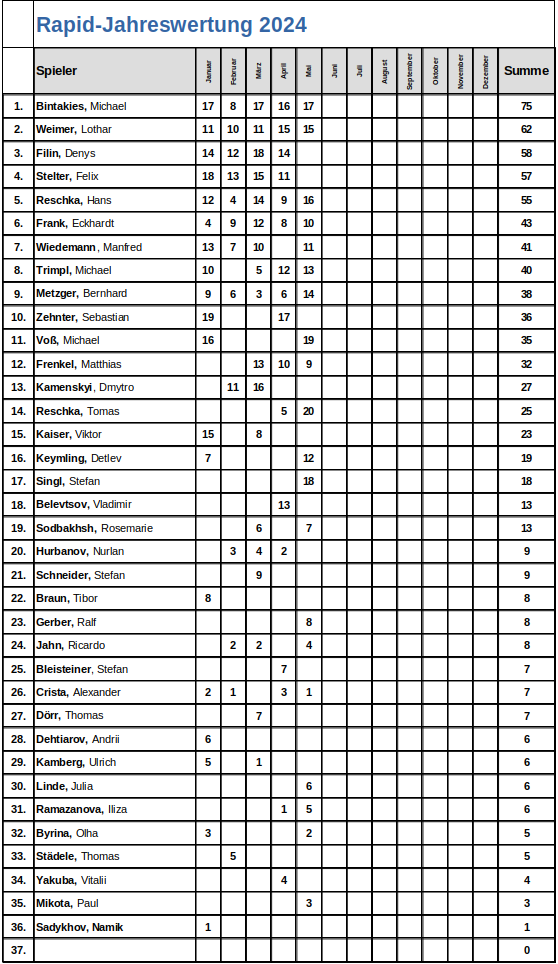 Rapid-Jahreswertung 2024
Spieler Januar Februar März April Mai Juni Juli August September Oktober November Dezember Summe
1. Bintakies, Michael 17 8 17 16 17 75
2. Weimer, Lothar 11 10 11 15 15 62
3. Filin, Denys 14 12 18 14 58
4. Stelter, Felix 18 13 15 11 57
5. Reschka, Hans 12 4 14 9 16 55
6. Frank, Eckhardt 4 9 12 8 10 43
7. Wiedemann, Manfred 13 7 10 11 41
8. Trimpl, Michael 10 5 12 13 40
9. Metzger, Bernhard 9 6 3 6 14 38
10. Zehnter, Sebastian 19 17 36
11. Voß, Michael 16 19 35
12. Frenkel, Matthias 13 10 9 32
13. Kamenskyi, Dmytro 11 16 27
14. Reschka, Tomas 5 20 25
15. Kaiser, Viktor 15 8 23
16. Keymling, Detlev 7 12 19
17. Singl, Stefan 18 18
18. Belevtsov, Vladimir 13 13
19. Sodbakhsh, Rosemarie 6 7 13
20. Hurbanov, Nurlan 3 4 2 9
21. Schneider, Stefan 9 9
22. Braun, Tibor 8 8
23. Gerber, Ralf 8 8
24. Jahn, Ricardo 2 2 4 8
25. Bleisteiner, Stefan 7 7
26. Crista, Alexander 2 1 3 1 7
27. Dörr, Thomas 7 7
28. Dehtiarov, Andrii 6 6
29. Kamberg, Ulrich 5 1 6
30. Linde, Julia 6 6
31. Ramazanova, Iliza 1 5 6
32. Byrina, Olha 3 2 5
33. Städele, Thomas 5 5
34. Yakuba, Vitalii 4 4
35. Mikota, Paul 3 3
36. Sadykhov, Namik 1 1
37. 0